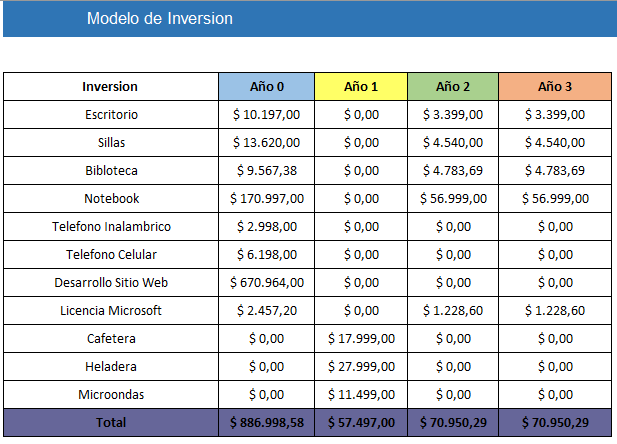 Modelo de Inversion
Inversion Año 0 Año 1 Año 2 Año 3
Escritorio $ 10.197,00 $ 0,00 $ 3.399,00 $ 3.399,00
Sillas $ 13.620,00 $ 0,00 $ 4.540,00 $ 4.540,00
Bibloteca $ 9.567,38 $ 0,00 $ 4.783,69 $ 4.783,69
Notebook $ 170.997,00 $ 0,00 $ 56.999,00 $ 56.999,00
Telefono Inalambrico $ 2.998,00 $ 0,00 $ 0,00 $ 0,00
Telefono Celular $ 6.198,00 $ 0,00 $ 0,00 $ 0,00
Desarrollo Sitio Web $ 670.964,00 $ 0,00 $ 0,00 $ 0,00
Licencia Microsoft $ 2.457,20 $ 0,00 $ 1.228,60 $ 1.228,60
Cafetera $ 0,00 $ 17.999,00 $ 0,00 $ 0,00
Heladera $ 0,00 $ 27.999,00 $ 0,00 $ 0,00
Microondas $ 0,00 $ 11.499,00 $ 0,00 $ 0,00
Total $ 886.998,58 $ 57.497,00 $ 70.950,29 $ 70.950,29